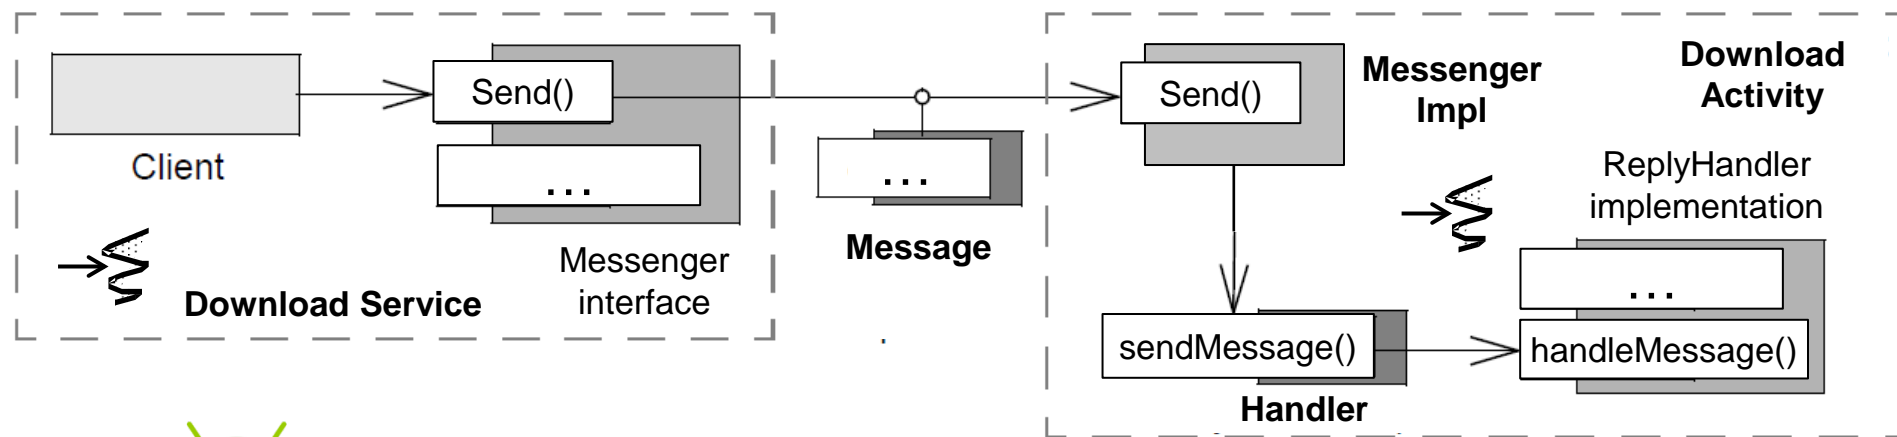 Send()
...
Client
Download Service
Messenger
interface
...
Message
Send()
Messenger
Impl
Download
Activity
ReplyHandler
implementation
...
sendMessage()
Handler
handleMessage()